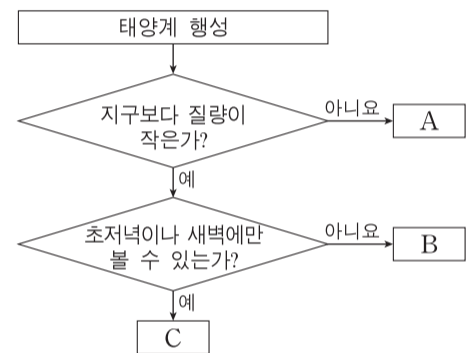 태양계 행성
지구보다 질량이
작은가?
아니요
A
예
초저녁이나 새벽에만
볼 수 있는가?
아니요
B
예
C